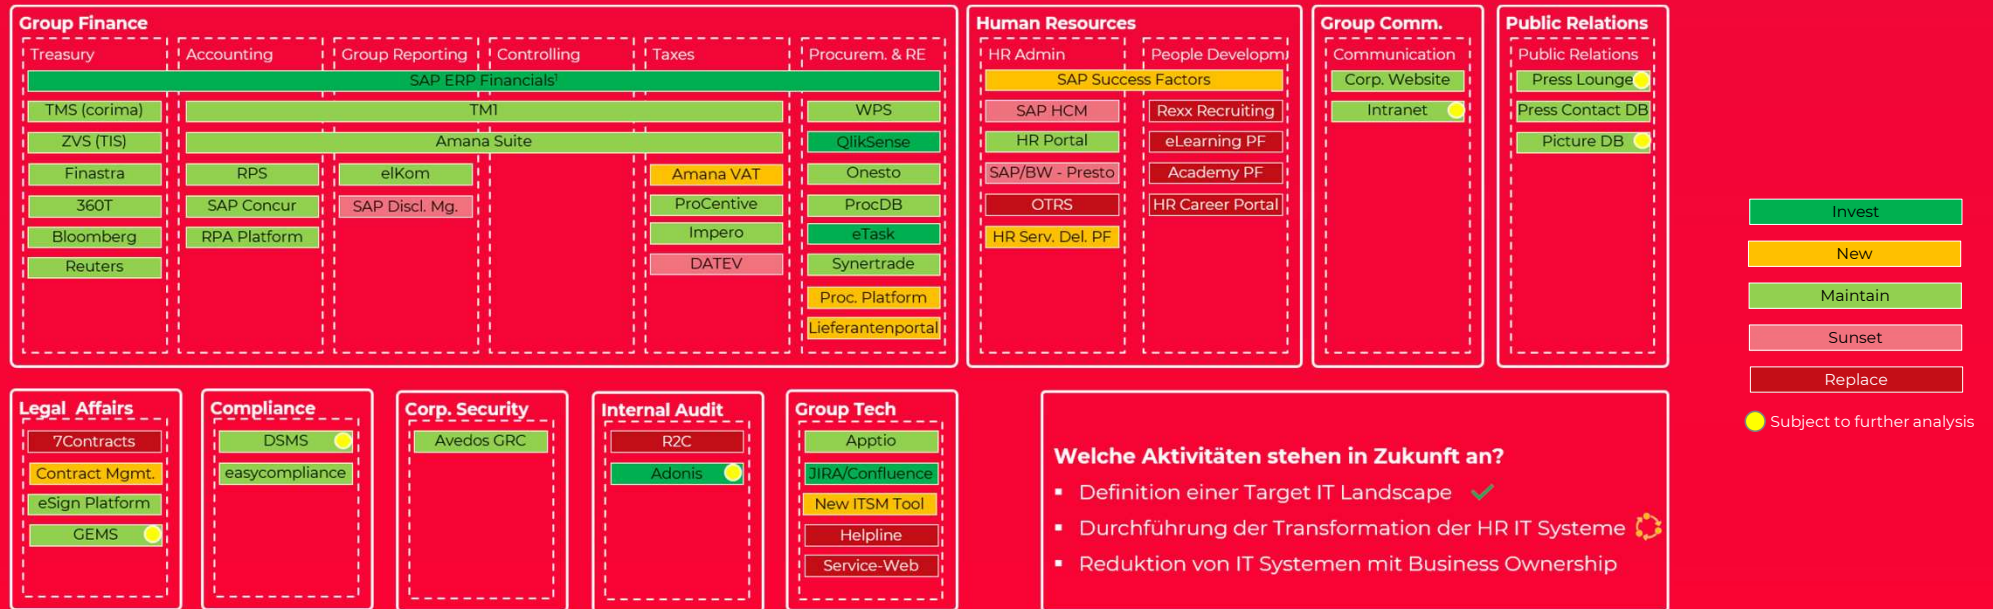 Group Finance
Treasury
SAP ERP Financials¹
TMS (corima)
ZVS (TIS)
Finastra
360T
Bloomberg
Reuters
Accounting
TM1
Amana Suite
RPS
SAP Concur
RPA Platform
Group Reporting
elKom
SAP Discl. Mg.
Controlling
Taxes
Amana VAT
ProCentive
Impero
DATEV
Procurem. & RE
WPS
QlikSense
Onesto
ProcDB
eTask
Synertrade
Proc. Platform
Lieferantenportal
Human Resources
HR Admin
SAP Success Factors
SAP HCM
HR Portal
SAP/BW - Presto
OTRS
HR Serv. Del. PF
People Developm
Rexx Recruiting
eLearning PF
Academy PF
HR Career Portal
Group Comm.
Communication
Corp. Website
Intranet
Public Relations
Public Relations
Press Lounge
Press Contact DB
Picture DB
Invest
New
Maintain
Sunset
Replace
Subject to further analysis
Legal Affairs
7Contracts
Contract Mgmt.
eSign Platform
GEMS
Compliance
DSMS
easycompliance
Corp. Security
Avedos GRC
Internal Audit
R2C
Adonis
Group Tech
Apptio
JIRA/Confluence
New ITSM Tool
Helpline
Service-Web
Welche Aktivitäten stehen in Zukunft an?
▪ Definition einer Target IT Landscape ✓
▪ Durchführung der Transformation der HR IT Systeme
▪ Reduktion von IT Systemen mit Business Ownership